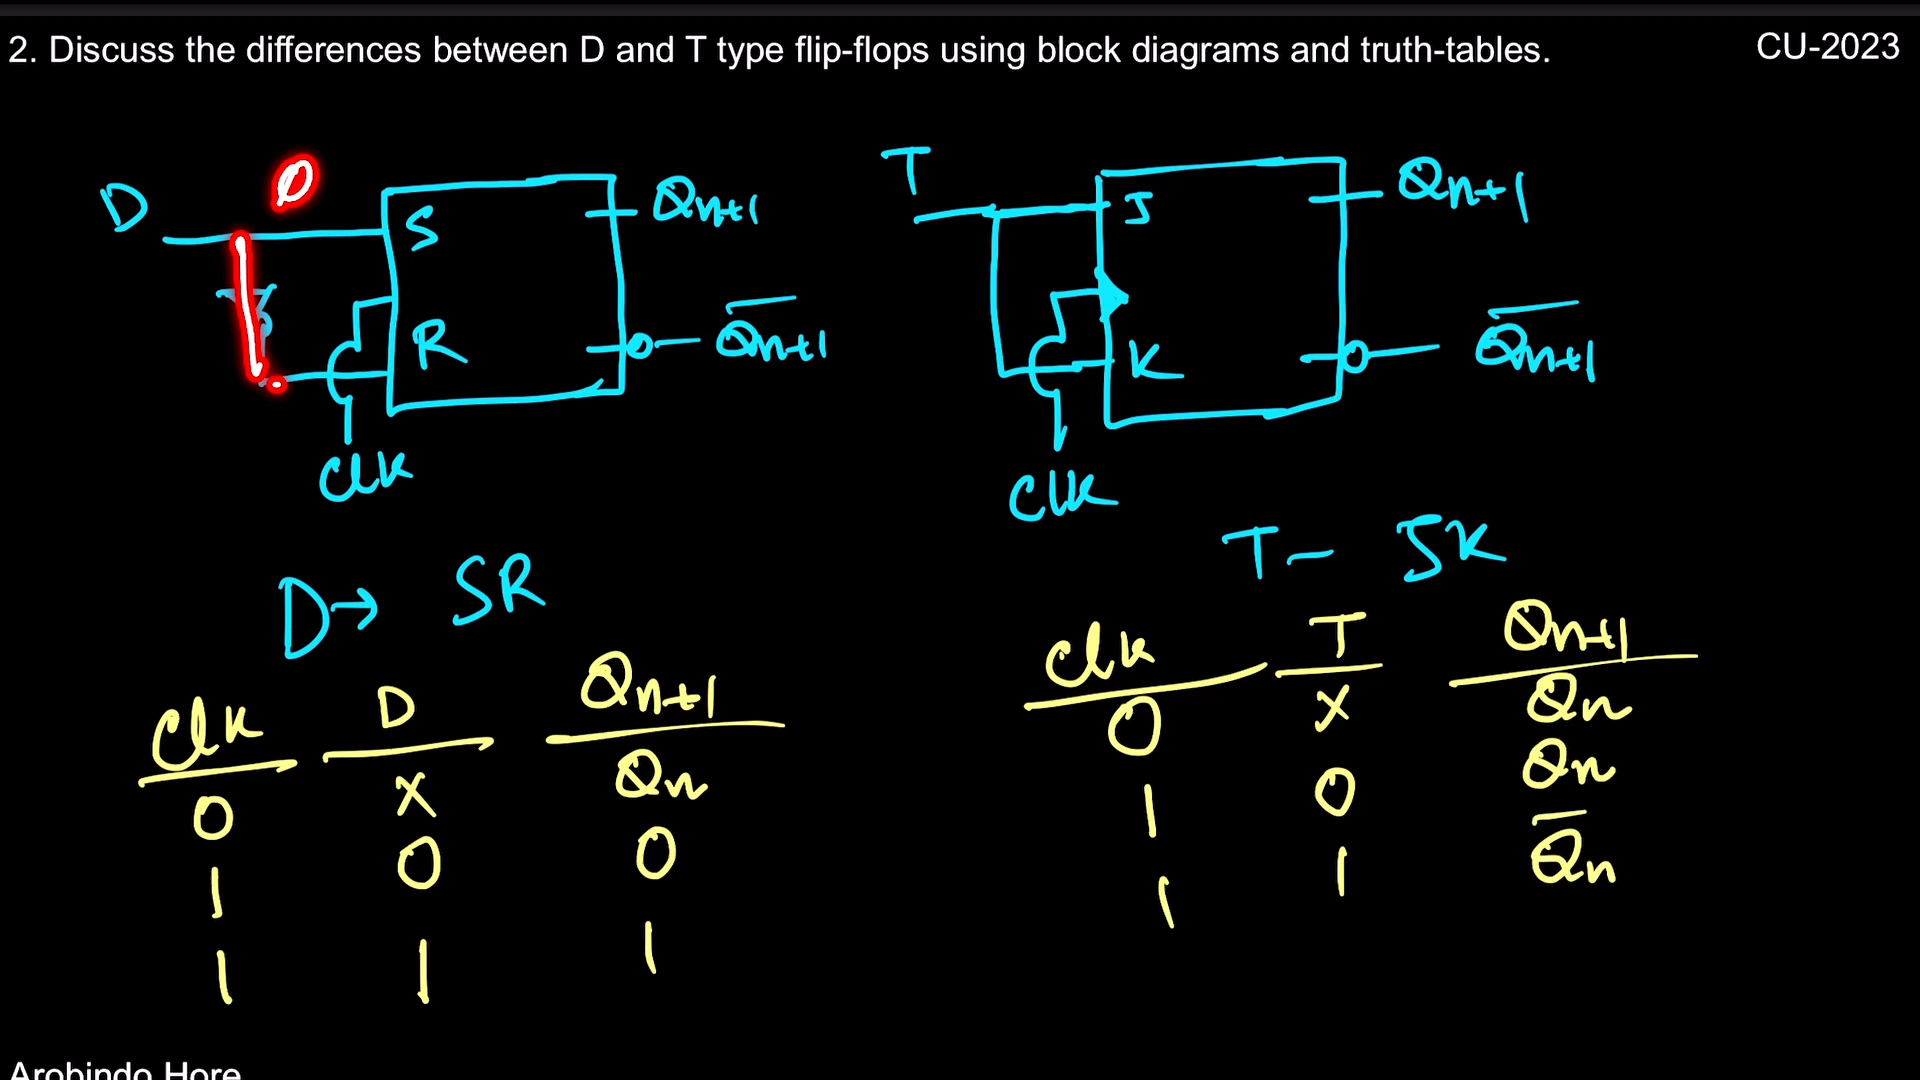 2. Discuss the differences between D and T type flip-flops using block diagrams and truth-tables. CU-2023
D 0 S Qn+1
R Q̅n+1
Clk
T J Qn+1
K Q̅n+1
Clk
D→ SR
T– JK
Clk D Qn+1
0 X Qn
1 0 0
1 1 1
Clk T Qn+1
0 X Qn
1 0 Qn
1 1 Q̅n
Arobindo Hore